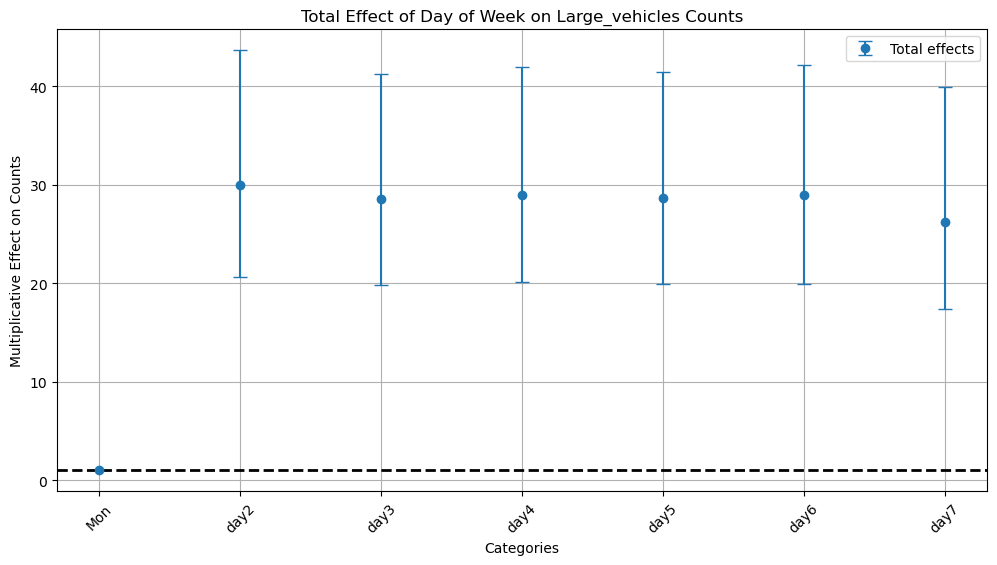 Total Effect of Day of Week on Large_vehicles Counts
Total effects
Multiplicative Effect on Counts
40
30
20
10
0
Mon
day2
day3
day4
day5
day6
day7
Categories